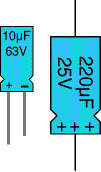 10µF
63V
+ −
220µF
25V
+ + +